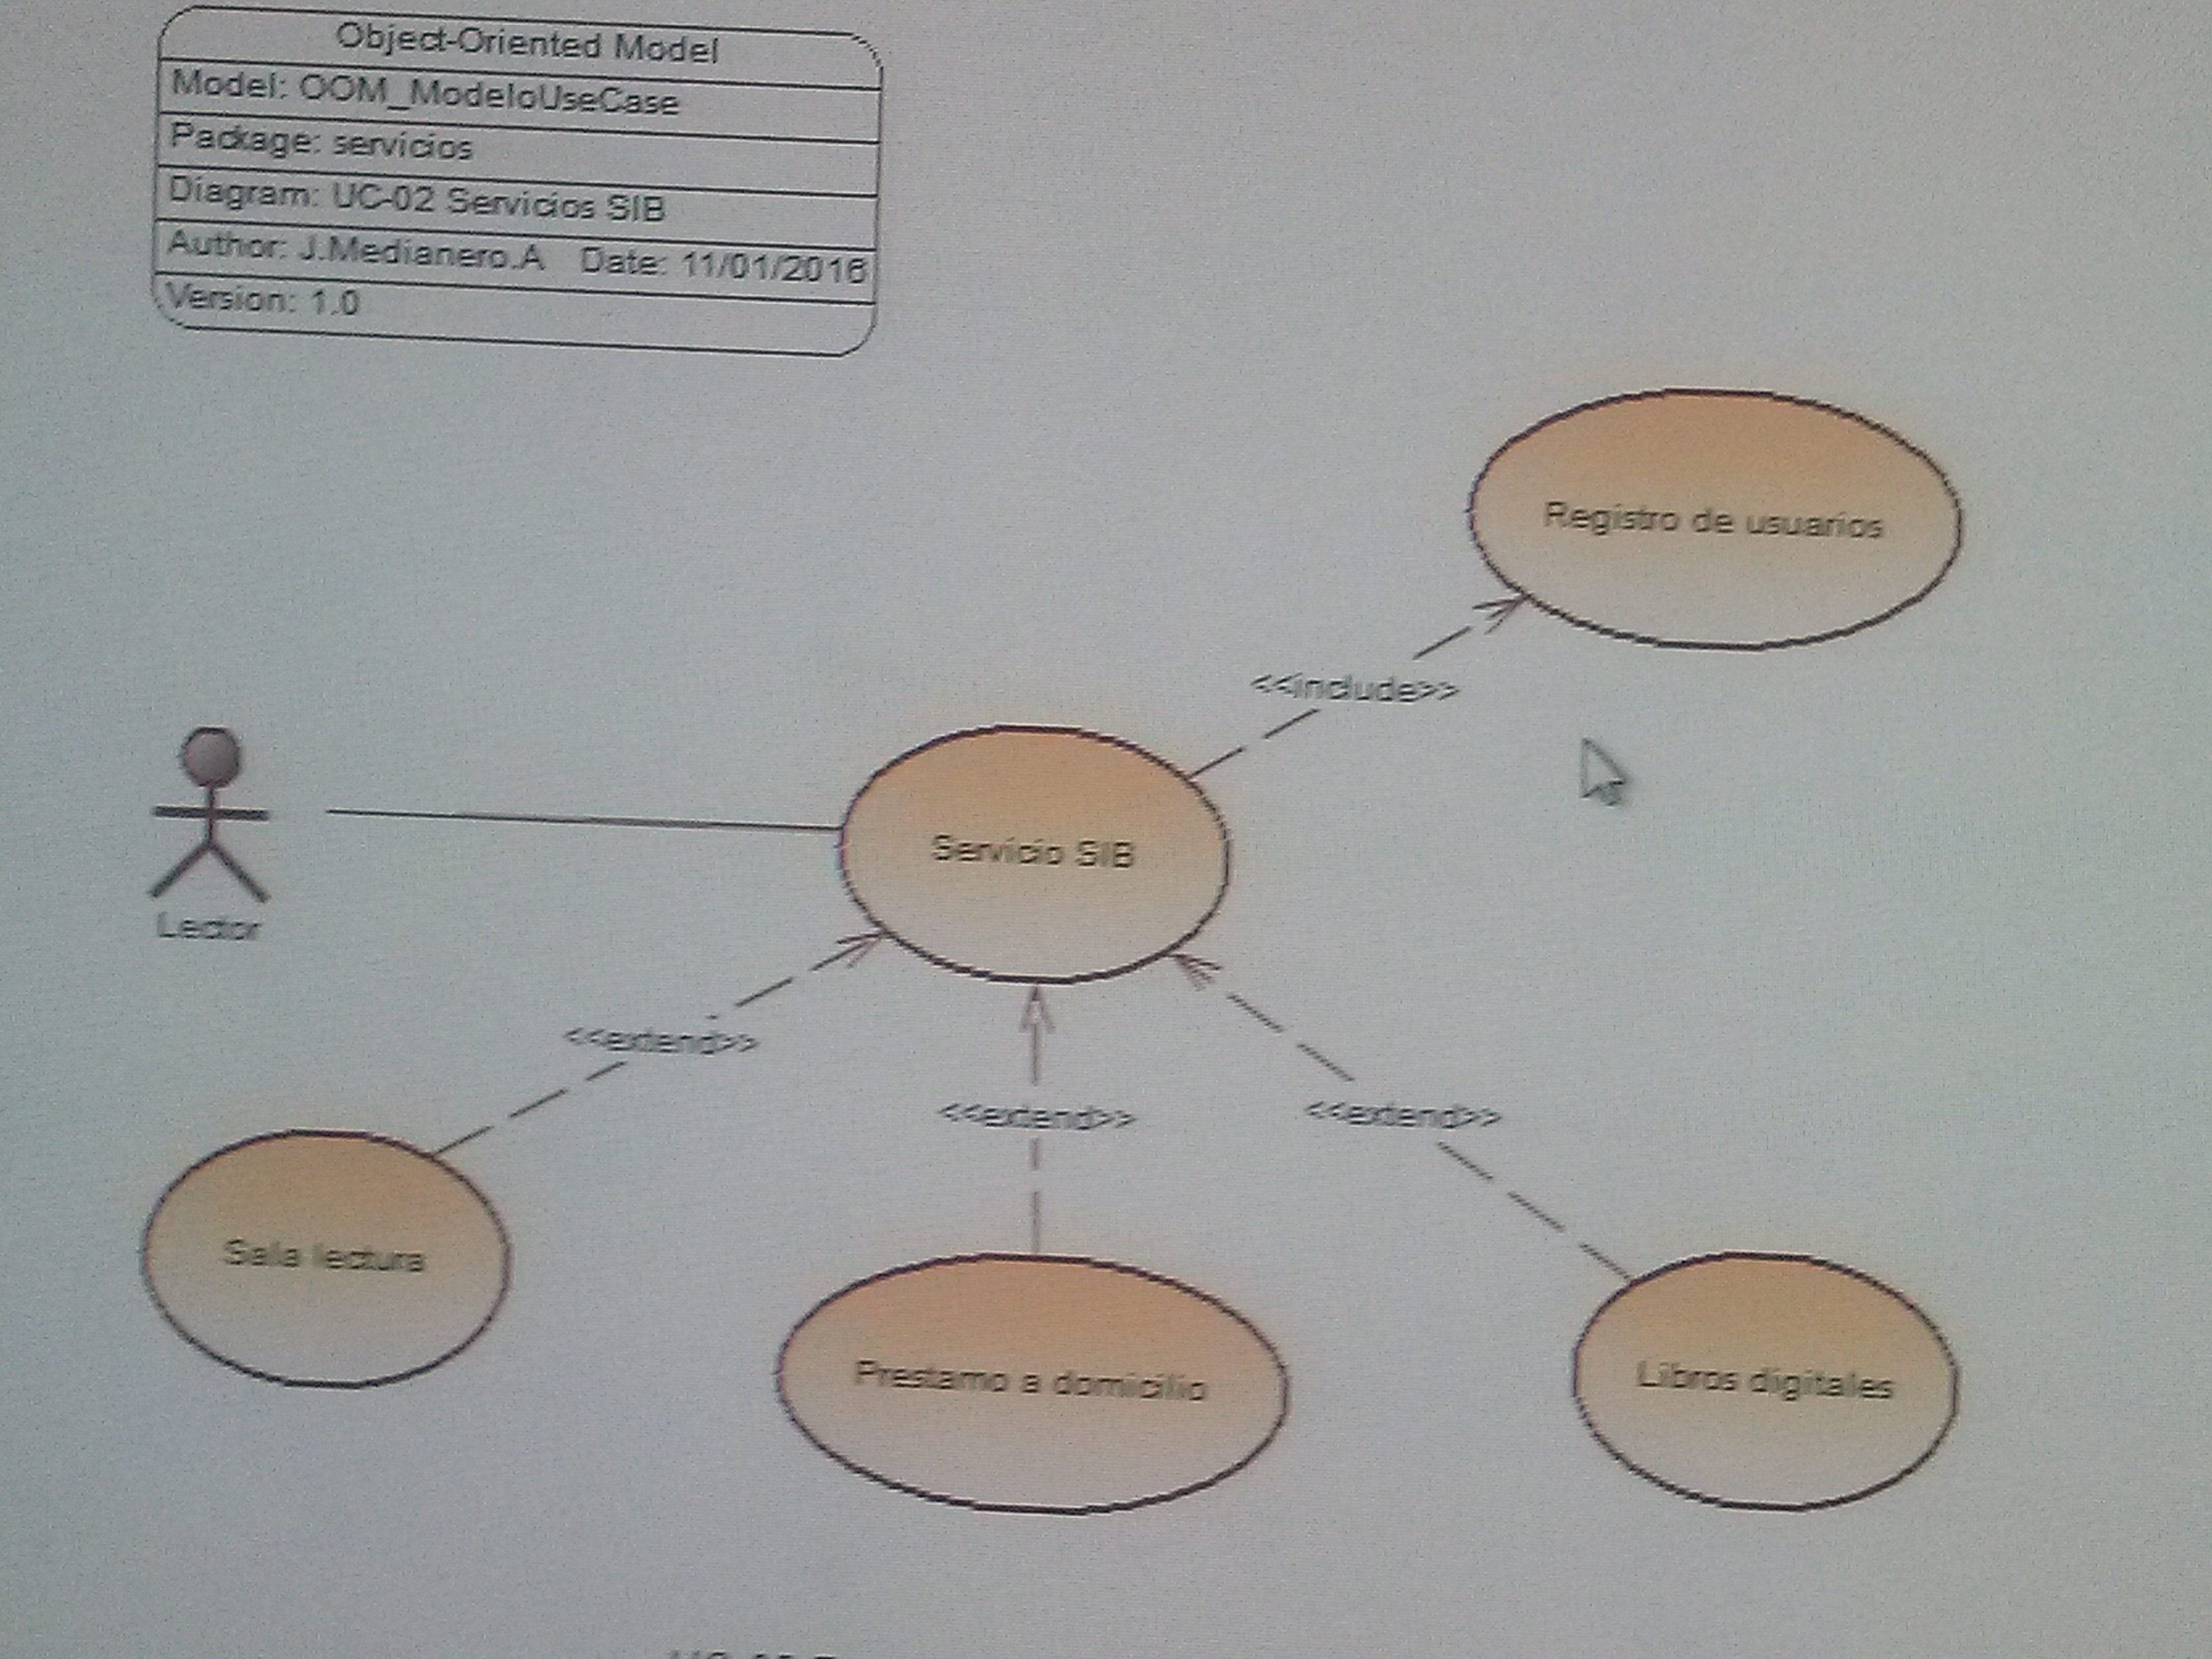 Object-Oriented Model
Model: OOM_ModeloUseCase
Package: servicios
Diagram: UC-02 Servicios SIB
Author: J.Medianero.A Date: 11/01/2016
Version: 1.0
Registro de usuarios
<<include>>
Servicio SIB
Lector
<<extend>>
<<extend>>
<<extend>>
Sala lectura
Prestamo a domicilio
Libros digitales